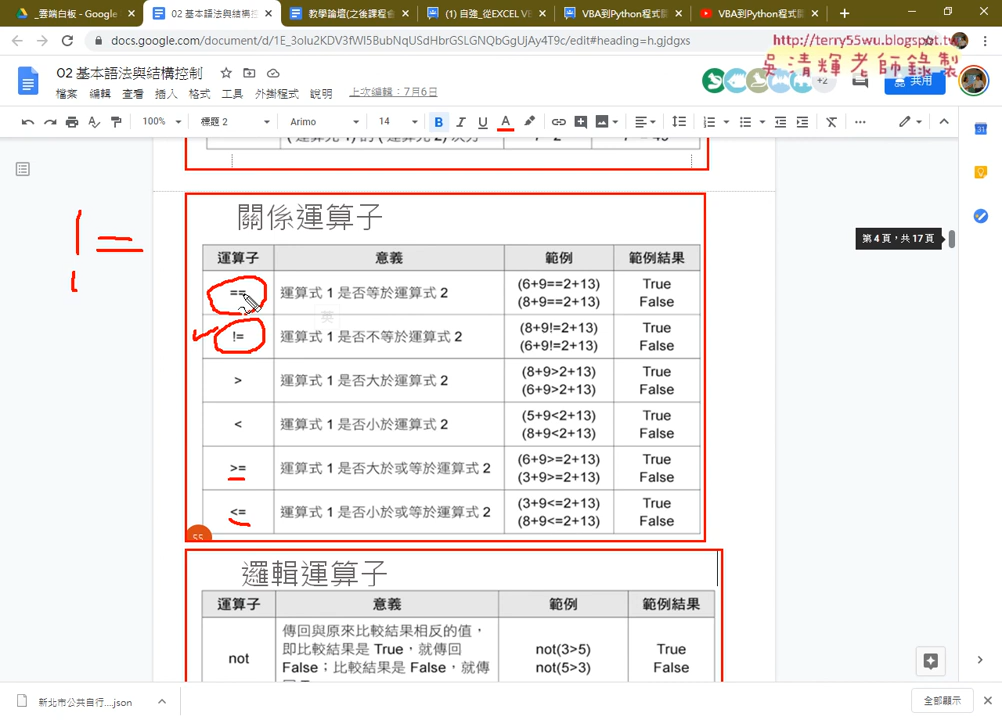 _雲端白板 - Google
02 基本語法與結構控
教學論壇(之後課程會
(1) 自強_從EXCEL VE
VBA到Python程式開
VBA到Python程式開
docs.google.com/document/d/1E_3oIu2KDV3fWl5BubNqUSdHbrGSLGNQbGgUjAy4T9c/edit#heading=h.gjdgxs
http://terry55wu.blogspot.tw
吳清輝老師錄製
02 基本語法與結構控制
檔案 編輯 查看 插入 格式 工具 外掛程式 說明 上次編輯：7月6日
+2
共用
100% 標題 2 Arimo 14 B I U A
第 4 頁，共 17 頁
! =
關係運算子
運算子 意義 範例 範例結果
== 運算式 1 是否等於運算式 2 (6+9==2+13) True
(8+9==2+13) False
!= 運算式 1 是否不等於運算式 2 (8+9!=2+13) True
(6+9!=2+13) False
> 運算式 1 是否大於運算式 2 (8+9>2+13) True
(6+9>2+13) False
< 運算式 1 是否小於運算式 2 (5+9<2+13) True
(8+9<2+13) False
>= 運算式 1 是否大於或等於運算式 2 (6+9>=2+13) True
(3+9>=2+13) False
<= 運算式 1 是否小於或等於運算式 2 (3+9<=2+13) True
(8+9<=2+13) False
55
英
邏輯運算子
運算子 意義 範例 範例結果
not 傳回與原來比較結果相反的值，
即比較結果是 True，就傳回 not(3>5) True
False；比較結果是 False，就傳 not(5>3) False
新北市公共自行....json
全部顯示